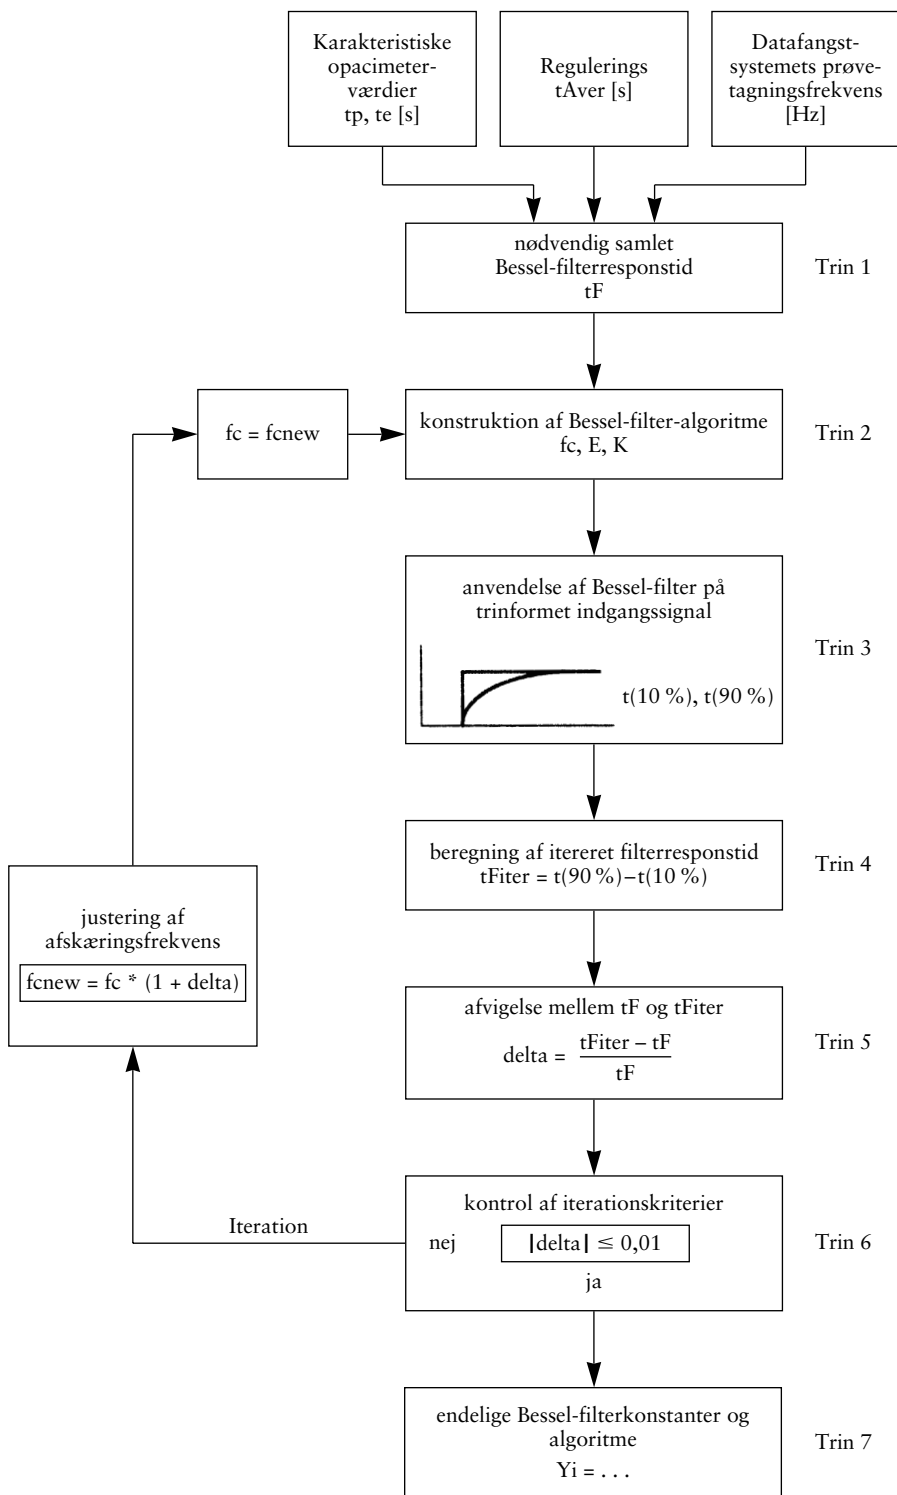 Karakteristiske
opacimeter-
værdier
tp, te [s]
Regulerings
tAver [s]
Datafangst-
systemets prøve-
tagningsfrekvens
[Hz]
nødvendig samlet
Bessel-filterresponstid
tF
Trin 1
fc = fcnew
konstruktion af Bessel-filter-algoritme
fc, E, K
Trin 2
anvendelse af Bessel-filter på
trinformet indgangssignal
t(10 %), t(90 %)
Trin 3
beregning af itereret filterresponstid
tFiter = t(90 %)–t(10 %)
Trin 4
justering af
afskæringsfrekvens
fcnew = fc * (1 + delta)
afvigelse mellem tF og tFiter
delta = tFiter – tF
tF
Trin 5
kontrol af iterationskriterier
Iteration
nej |delta| ≤ 0,01
ja
Trin 6
endelige Bessel-filterkonstanter og
algoritme
Yi = . . .
Trin 7